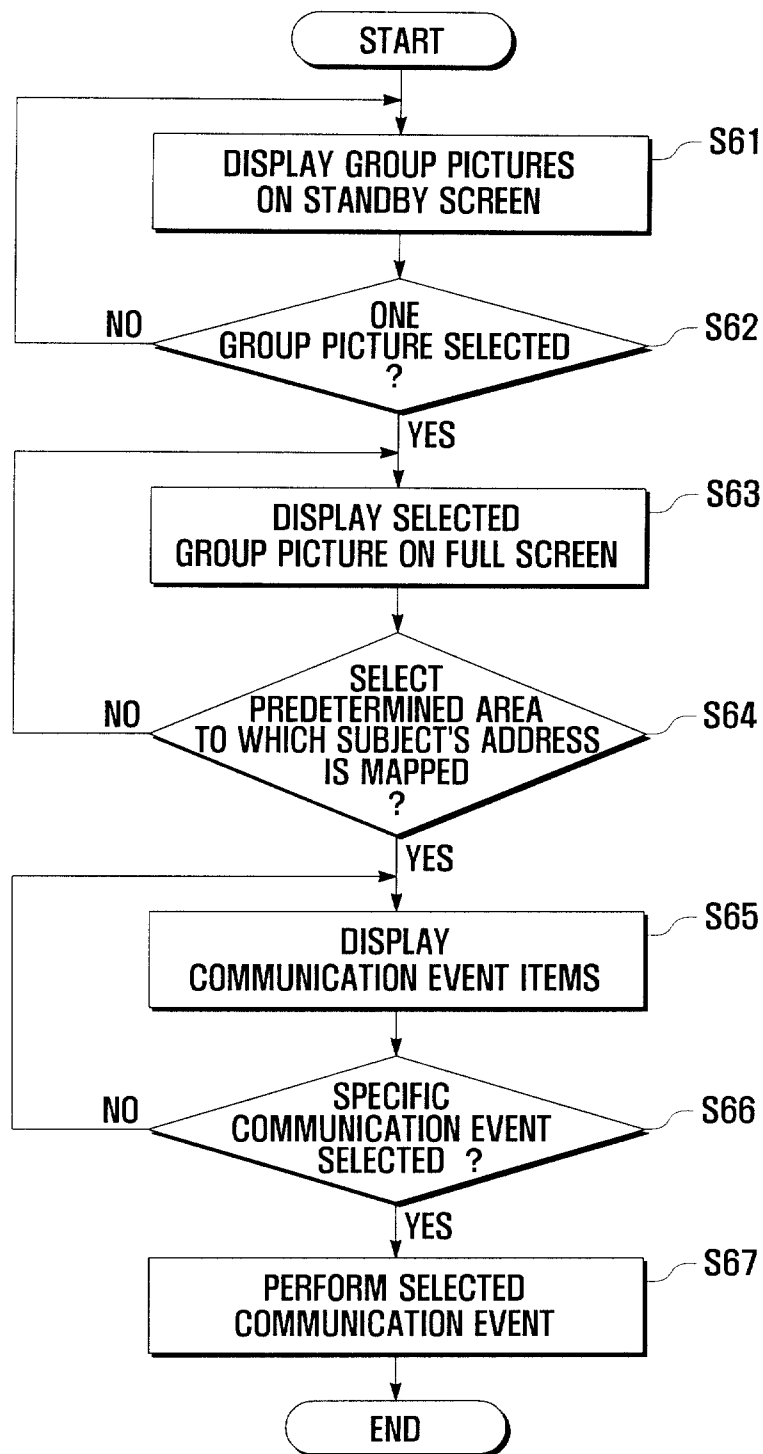 START
S61
DISPLAY GROUP PICTURES
ON STANDBY SCREEN
S62
NO
ONE
GROUP PICTURE SELECTED
?
YES
S63
DISPLAY SELECTED
GROUP PICTURE ON FULL SCREEN
SELECT
PREDETERMINED AREA
TO WHICH SUBJECT'S ADDRESS
IS MAPPED
?
NO
S64
YES
S65
DISPLAY
COMMUNICATION EVENT ITEMS
SPECIFIC
COMMUNICATION EVENT
SELECTED ?
NO
S66
YES
S67
PERFORM SELECTED
COMMUNICATION EVENT
END